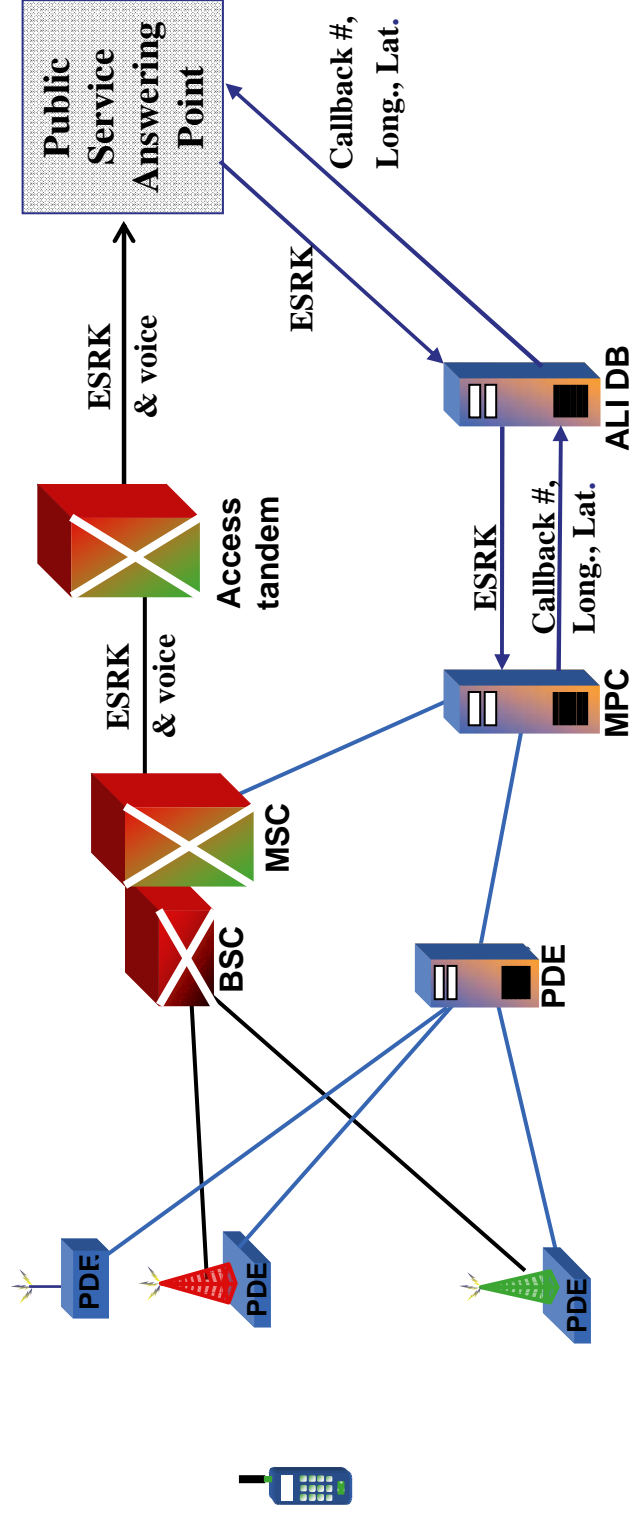 Public
Service
Answering
Point
ESRK
& voice
ESRK
& voice
Access
tandem
MSC
BSC
PDE
PDE
PDE
PDE
MPC
ESRK
Callback #,
Long., Lat.
ALI DB
ESRK
Callback #,
Long., Lat.